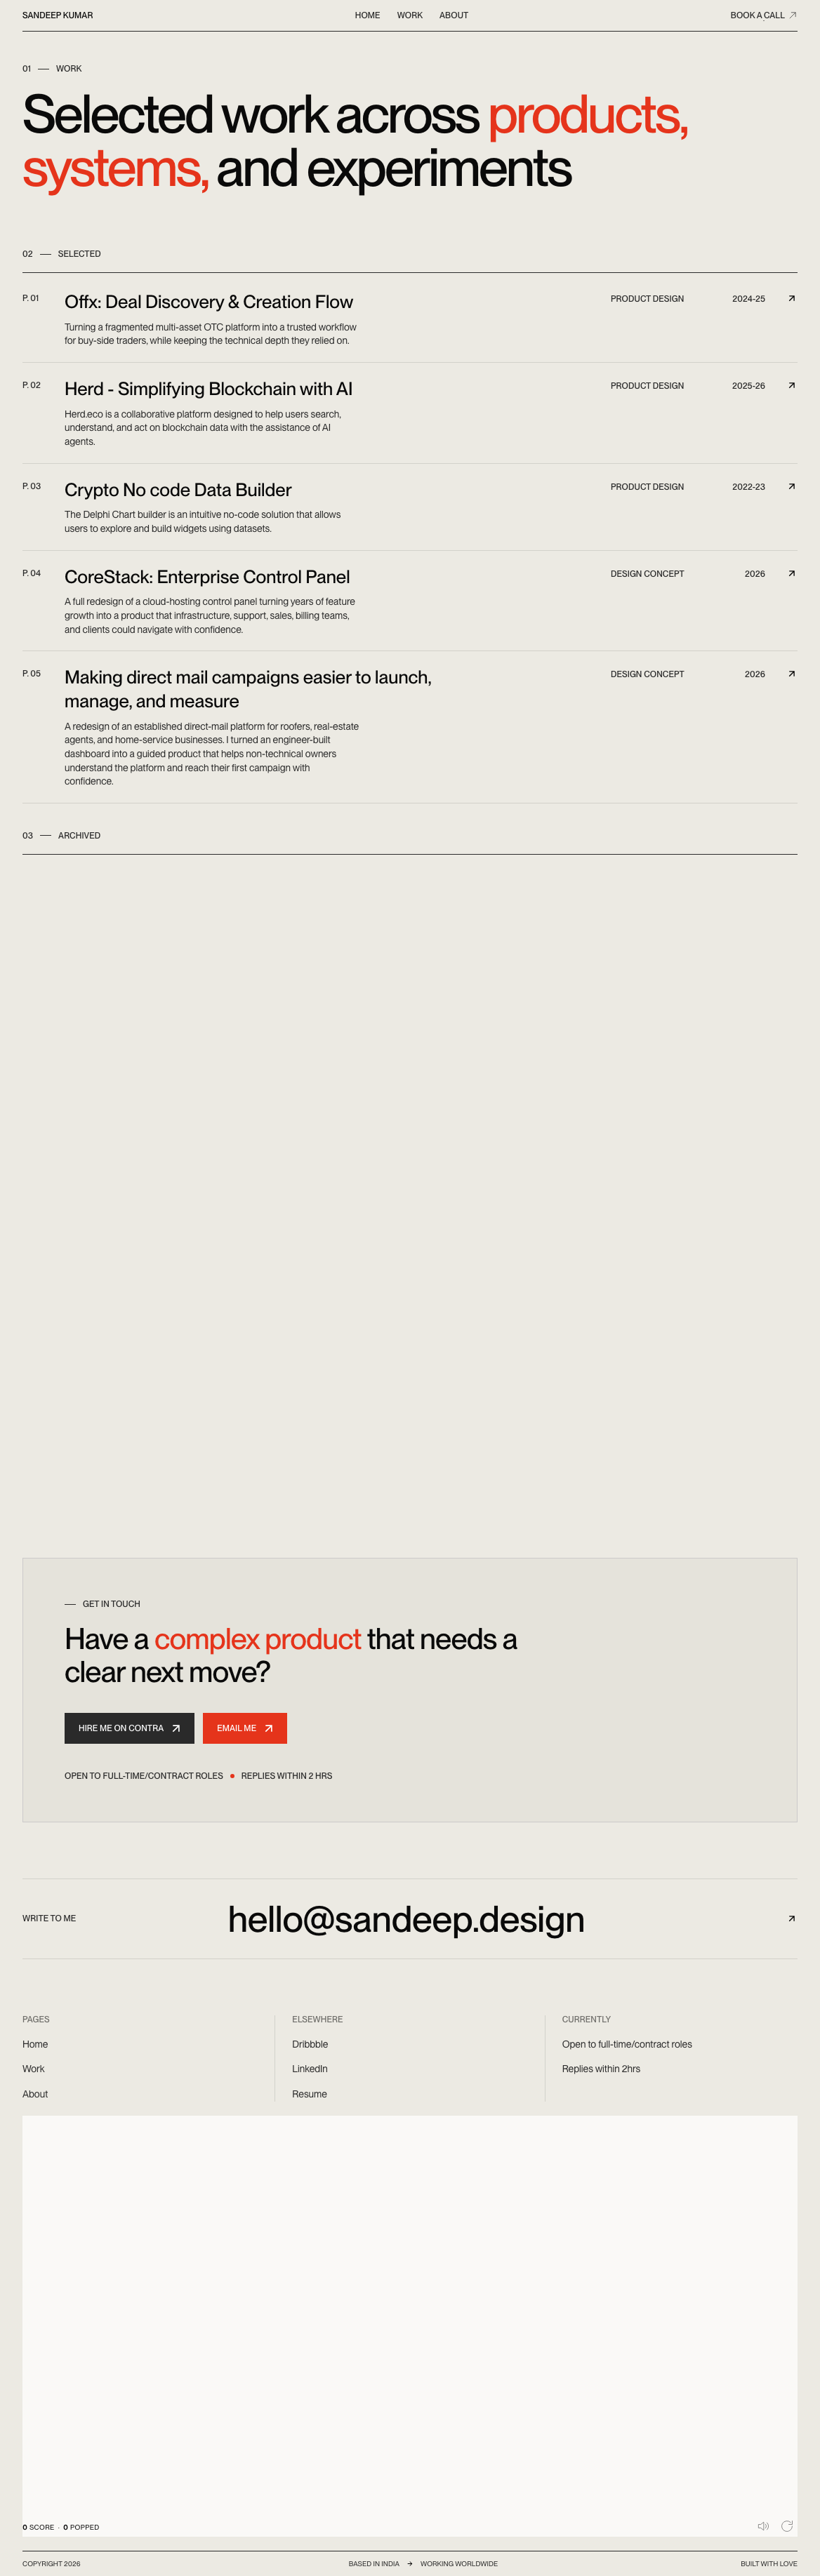 SANDEEP KUMAR
HOME WORK ABOUT
BOOK A CALL
01 — WORK
Selected work across products,
systems, and experiments
02 — SELECTED
P. 01
Offx: Deal Discovery & Creation Flow
PRODUCT DESIGN
2024-25
Turning a fragmented multi-asset OTC platform into a trusted workflow
for buy-side traders, while keeping the technical depth they relied on.
P. 02
Herd - Simplifying Blockchain with AI
PRODUCT DESIGN
2025-26
Herd.eco is a collaborative platform designed to help users search,
understand, and act on blockchain data with the assistance of AI
agents.
P. 03
Crypto No code Data Builder
PRODUCT DESIGN
2022-23
The Delphi Chart builder is an intuitive no-code solution that allows
users to explore and build widgets using datasets.
P. 04
CoreStack: Enterprise Control Panel
DESIGN CONCEPT
2026
A full redesign of a cloud-hosting control panel turning years of feature
growth into a product that infrastructure, support, sales, billing teams,
and clients could navigate with confidence.
P. 05
Making direct mail campaigns easier to launch,
manage, and measure
DESIGN CONCEPT
2026
A redesign of an established direct-mail platform for roofers, real-estate
agents, and home-service businesses. I turned an engineer-built
dashboard into a guided product that helps non-technical owners
understand the platform and reach their first campaign with
confidence.
03 — ARCHIVED
— GET IN TOUCH
Have a complex product that needs a
clear next move?
HIRE ME ON CONTRA
EMAIL ME
OPEN TO FULL-TIME/CONTRACT ROLES
REPLIES WITHIN 2 HRS
WRITE TO ME
hello@sandeep.design
PAGES
Home
Work
About
ELSEWHERE
Dribbble
LinkedIn
Resume
CURRENTLY
Open to full-time/contract roles
Replies within 2hrs
0 SCORE · 0 POPPED
COPYRIGHT 2026
BASED IN INDIA → WORKING WORLDWIDE
BUILT WITH LOVE